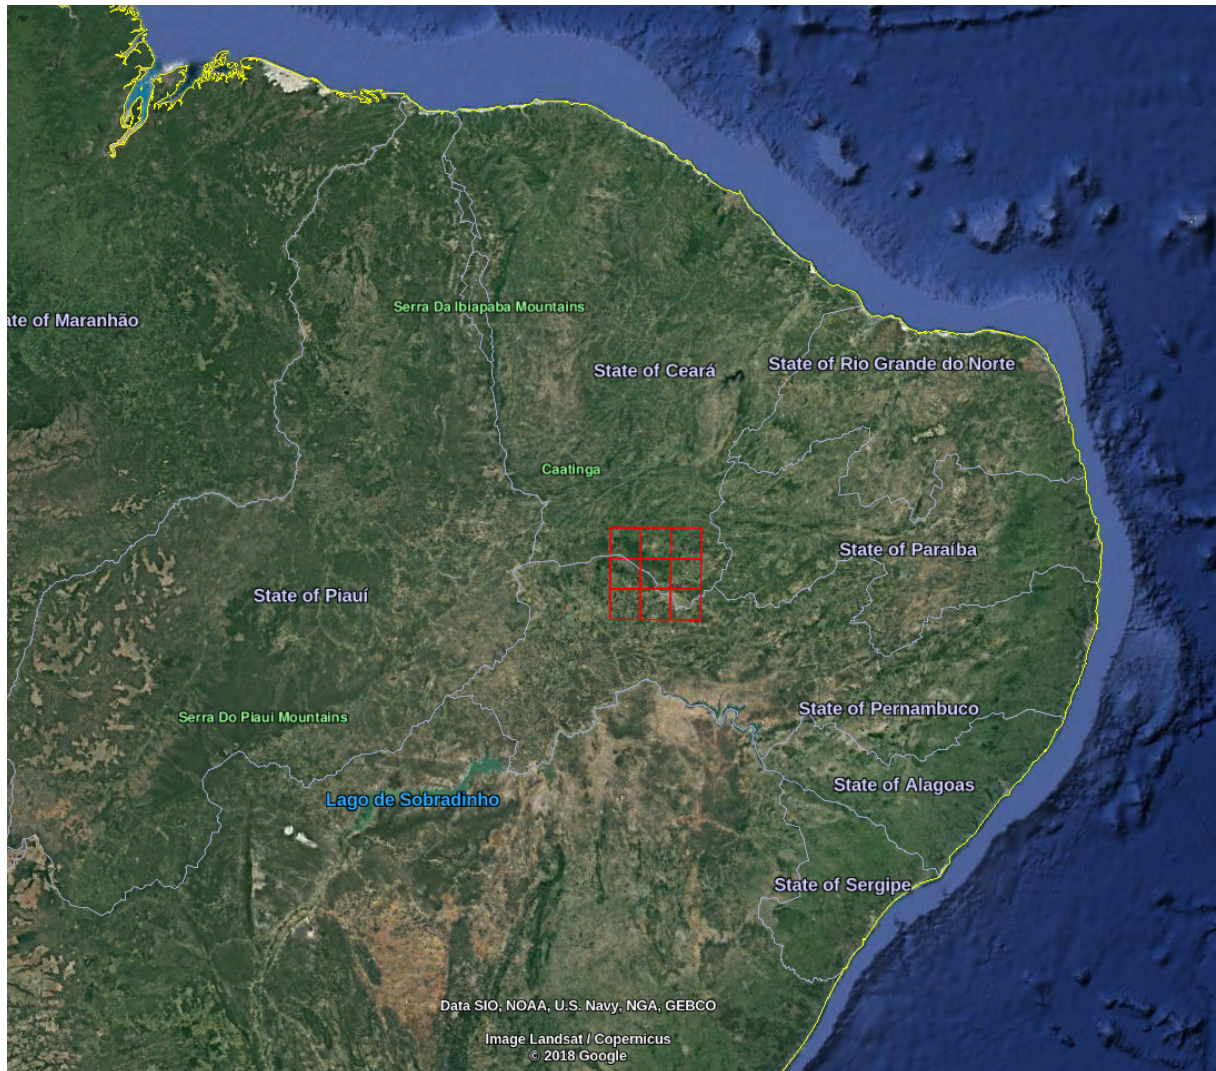 Serra Da Ibiapaba Mountains
ate of Maranhão
State of Rio Grande do Norte
State of Ceará
Caatinga
State of Paraíba
State of Piauí
State of Pernambuco
Serra Do Piaui Mountains
State of Alagoas
Lago de Sobradinho
State of Sergipe
Data SIO, NOAA, U.S. Navy, NGA, GEBCO
Image Landsat / Copernicus
© 2018 Google